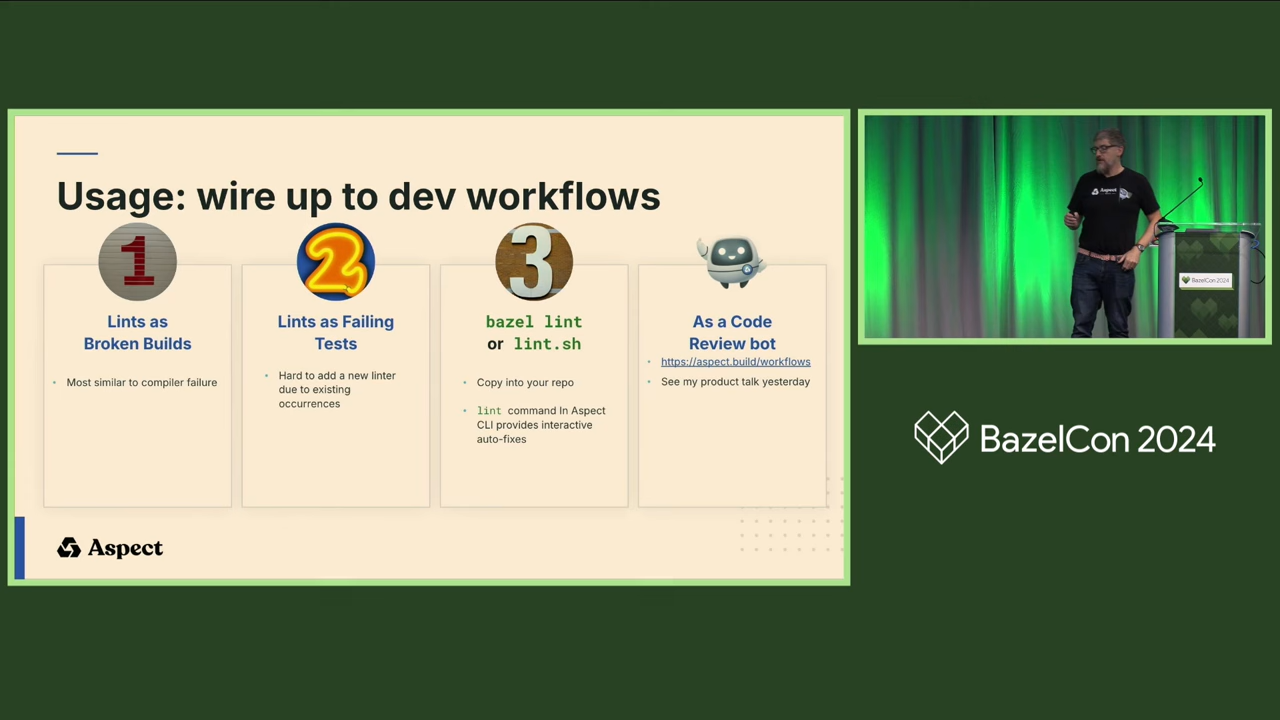 Usage: wire up to dev workflows
1
Lints as
Broken Builds
• Most similar to compiler failure
2
Lints as Failing
Tests
• Hard to add a new linter
due to existing
occurrences
3
bazel lint
or lint.sh
• Copy into your repo
• lint command In Aspect
CLI provides interactive
auto-fixes
As a Code
Review bot
• https://aspect.build/workflows
• See my product talk yesterday
Aspect
Aspect
BazelCon 2024
BazelCon 2024